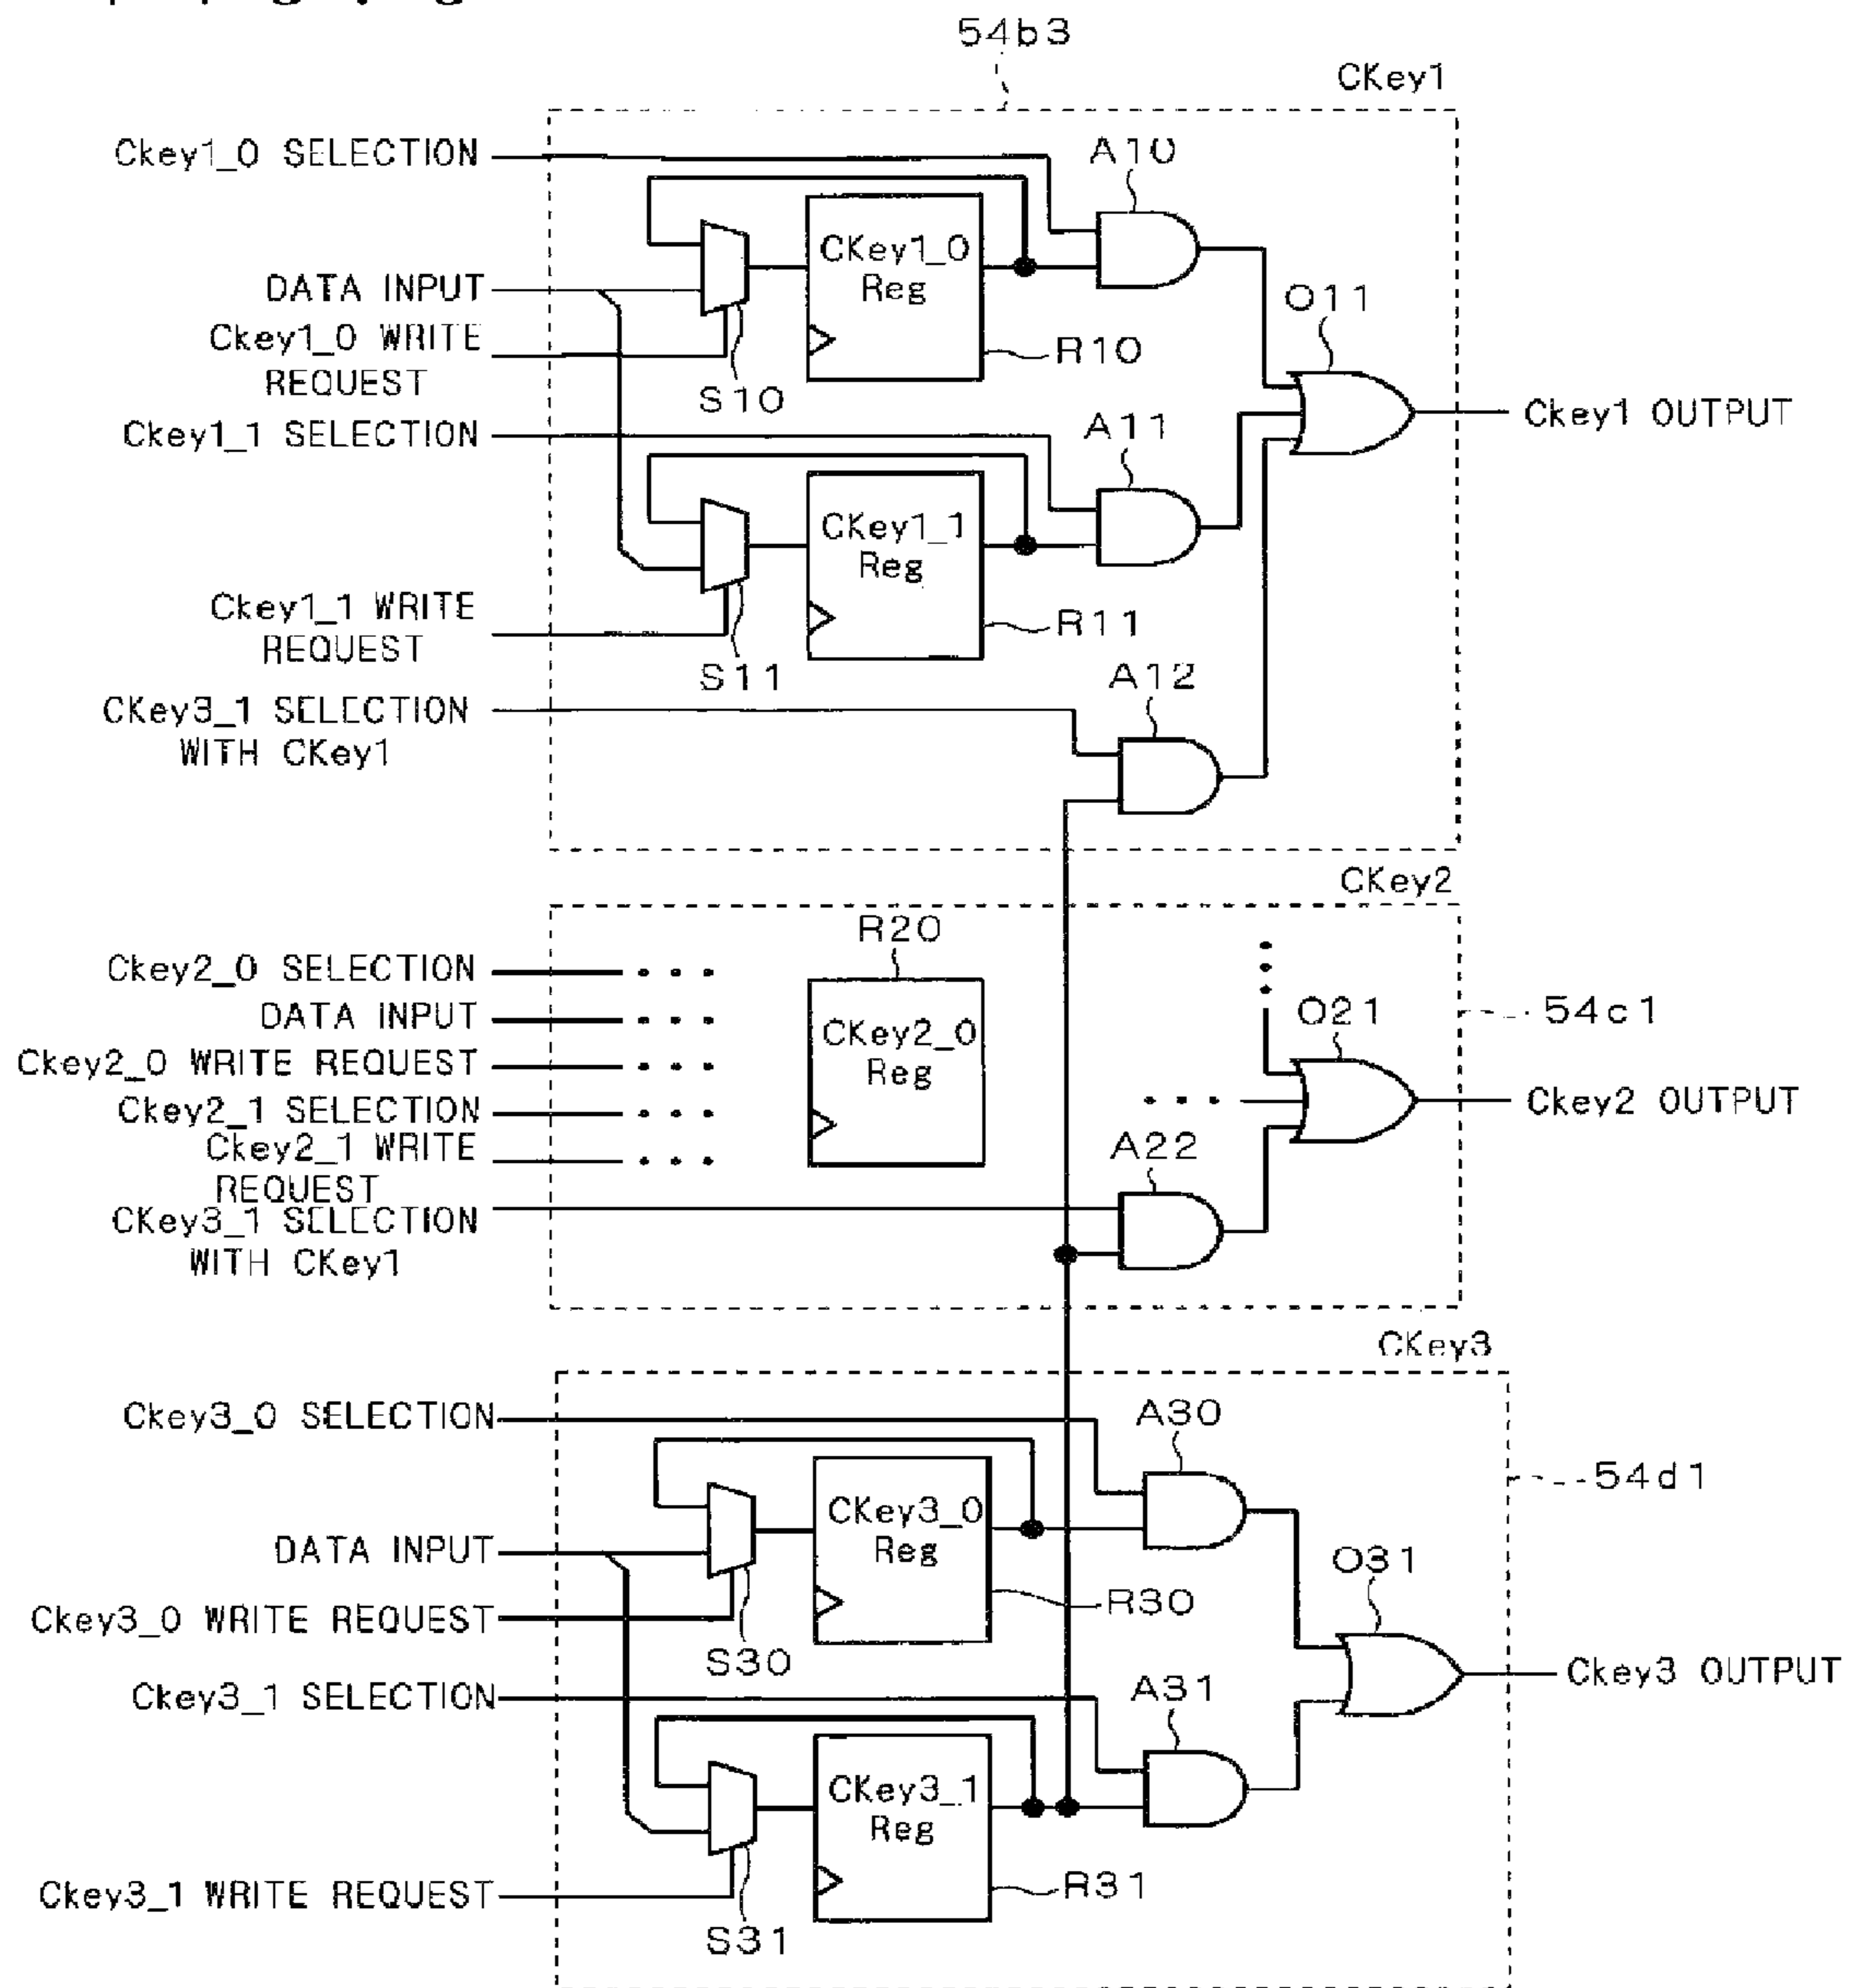 54b3
CKey1
Ckey1_0 SELECTION
A10
CKey1_0
Reg
DATA INPUT
O11
Ckey1_0 WRITE
REQUEST
R10
S10
Ckey1 OUTPUT
Ckey1_1 SELECTION
A11
CKey1_1
Reg
Ckey1_1 WRITE
REQUEST
R11
S11
A12
CKey3_1 SELECTION
WITH CKey1
CKey2
R20
Ckey2_0 SELECTION
DATA INPUT
O21
54c1
CKey2_0
Reg
Ckey2_0 WRITE REQUEST
Ckey2_1 SELECTION
Ckey2 OUTPUT
Ckey2_1 WRITE
REQUEST
A22
CKey3_1 SELECTION
WITH CKey1
CKey3
Ckey3_0 SELECTION
A30
54d1
CKey3_0
Reg
DATA INPUT
O31
R30
Ckey3_0 WRITE REQUEST
S30
Ckey3 OUTPUT
Ckey3_1 SELECTION
A31
CKey3_1
Reg
Ckey3_1 WRITE REQUEST
R31
S31